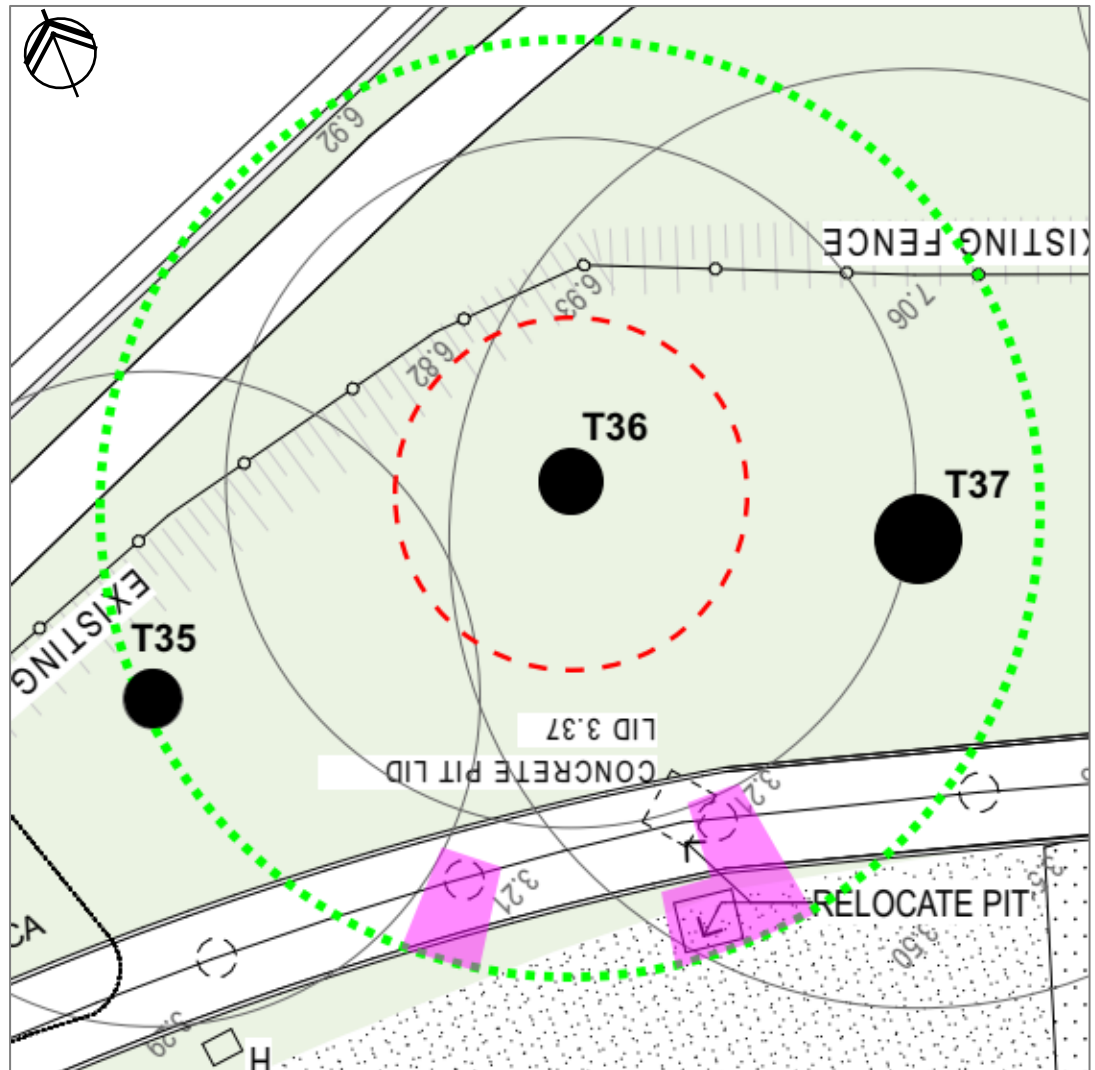 6.92
EXISTING FENCE
6.93
7.06
6.82
T36
T37
EXISTING
T35
LID 3.37
CONCRETE PIT LID
3.21
3.21
RELOCATE PIT
3.50
3.29
CA
H